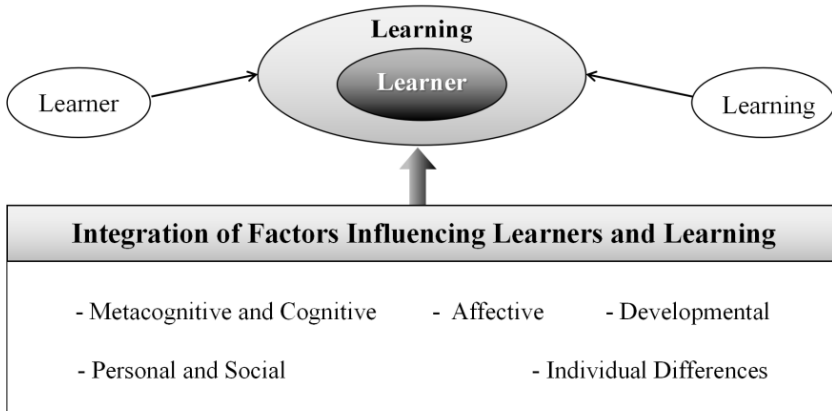 Learning
Learner
Learner
Learning
Integration of Factors Influencing Learners and Learning
- Metacognitive and Cognitive - Affective - Developmental
- Personal and Social - Individual Differences